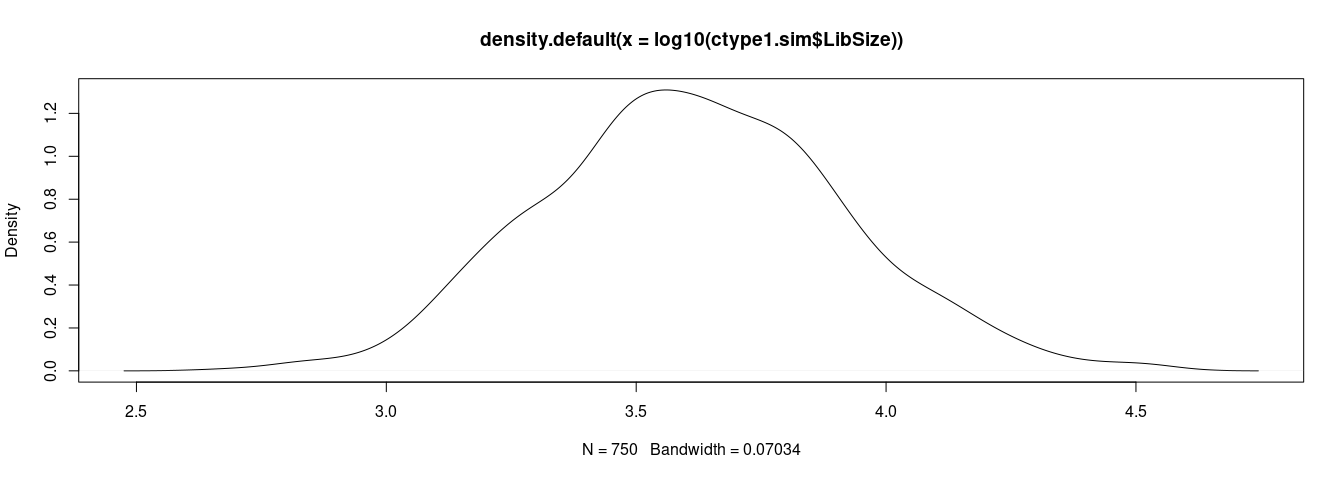 density.default(x = log10(ctype1.sim$LibSize))
Density
0.0 0.2 0.4 0.6 0.8 1.0 1.2
2.5 3.0 3.5 4.0 4.5
N = 750 Bandwidth = 0.07034